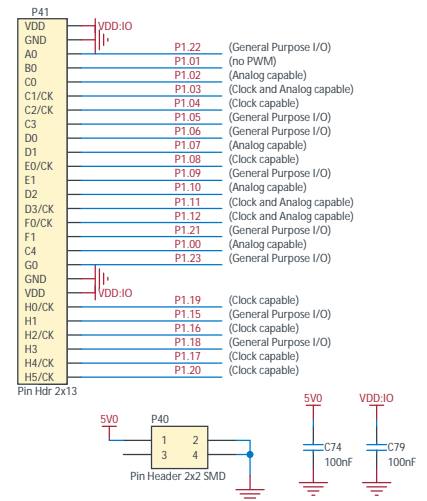 P41
VDD VDD:IO
GND
A0 P1.22 (General Purpose I/O)
B0 P1.01 (no PWM)
C0 P1.02 (Analog capable)
C1/CK P1.03 (Clock and Analog capable)
C2/CK P1.04 (Clock capable)
C3 P1.05 (General Purpose I/O)
D0 P1.06 (General Purpose I/O)
D1 P1.07 (Analog capable)
E0/CK P1.08 (Clock capable)
E1 P1.09 (General Purpose I/O)
D2 P1.10 (Analog capable)
D3/CK P1.11 (Clock and Analog capable)
F0/CK P1.12 (Clock and Analog capable)
F1 P1.21 (General Purpose I/O)
C4 P1.00 (Analog capable)
G0 P1.23 (General Purpose I/O)
GND
VDD VDD:IO
H0/CK P1.19 (Clock capable)
H1 P1.15 (General Purpose I/O)
H2/CK P1.16 (Clock capable)
H3 P1.18 (General Purpose I/O)
H4/CK P1.17 (Clock capable)
H5/CK P1.20 (Clock capable)
Pin Hdr 2x13
5V0 P40
1 2
3 4
Pin Header 2x2 SMD
5V0 VDD:IO
C74 C79
100nF 100nF